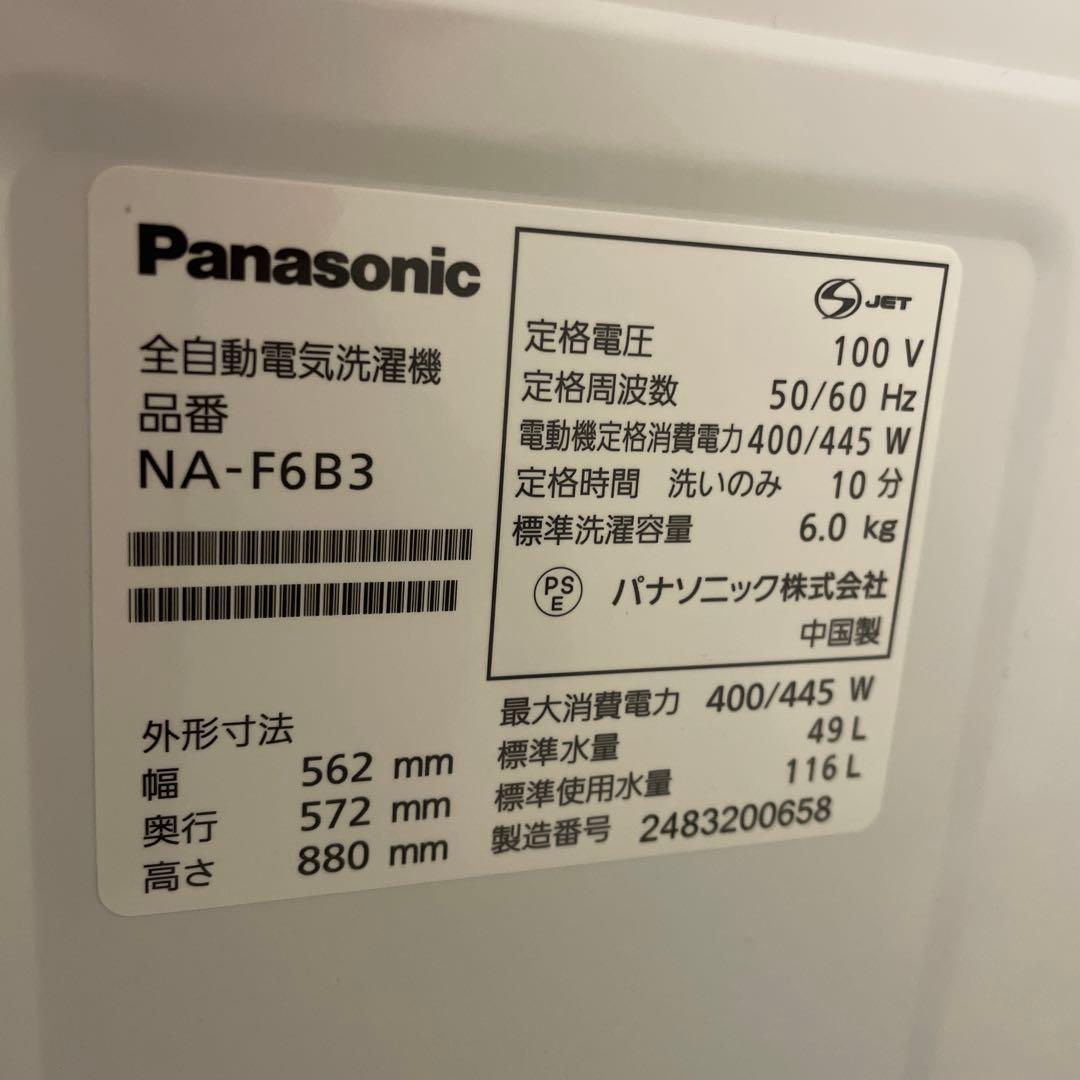 Panasonic
全自動電気洗濯機
品番
NA-F6B3
外形寸法
幅 562 mm
奥行 572 mm
高さ 880 mm
JET
定格電圧 100 V
定格周波数 50/60 Hz
電動機定格消費電力 400/445 W
定格時間 洗いのみ 10 分
標準洗濯容量 6.0 kg
PS
E
パナソニック株式会社
中国製
最大消費電力 400/445 W
標準水量 49 L
標準使用水量 116 L
製造番号 2483200658